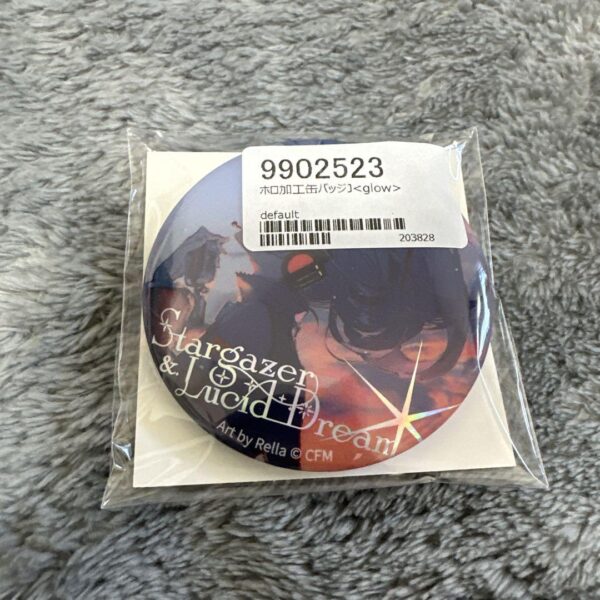 9902523
ホロ加工缶バッジ]<glow>
default
203828
Stargazer
& Lucid Dream
Art by Rella © CFM